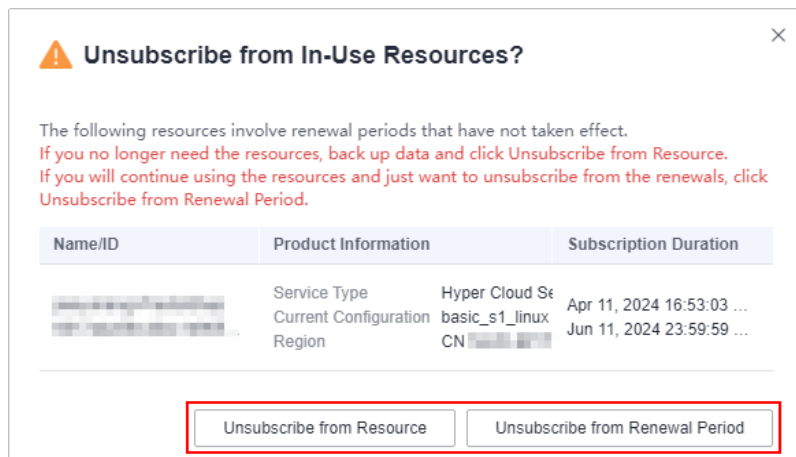 Unsubscribe from In-Use Resources?
The following resources involve renewal periods that have not taken effect.
If you no longer need the resources, back up data and click Unsubscribe from Resource.
If you will continue using the resources and just want to unsubscribe from the renewals, click
Unsubscribe from Renewal Period.
Name/ID Product Information Subscription Duration
Service Type Hyper Cloud Se
Current Configuration basic_s1_linux
Region CN
Apr 11, 2024 16:53:03 ...
Jun 11, 2024 23:59:59 ...
Unsubscribe from Resource Unsubscribe from Renewal Period